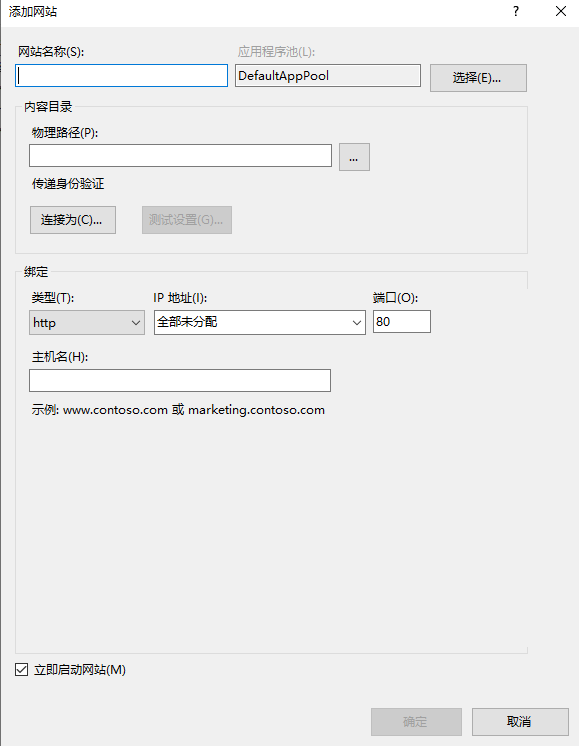 添加网站
?
网站名称(S):
应用程序池(L):
DefaultAppPool
选择(E)...
内容目录
物理路径(P):
...
传递身份验证
连接为(C)...
测试设置(G)...
绑定
类型(T):
IP 地址(I):
端口(O):
http
全部未分配
80
主机名(H):
示例: www.contoso.com 或 marketing.contoso.com
立即启动网站(M)
确定
取消